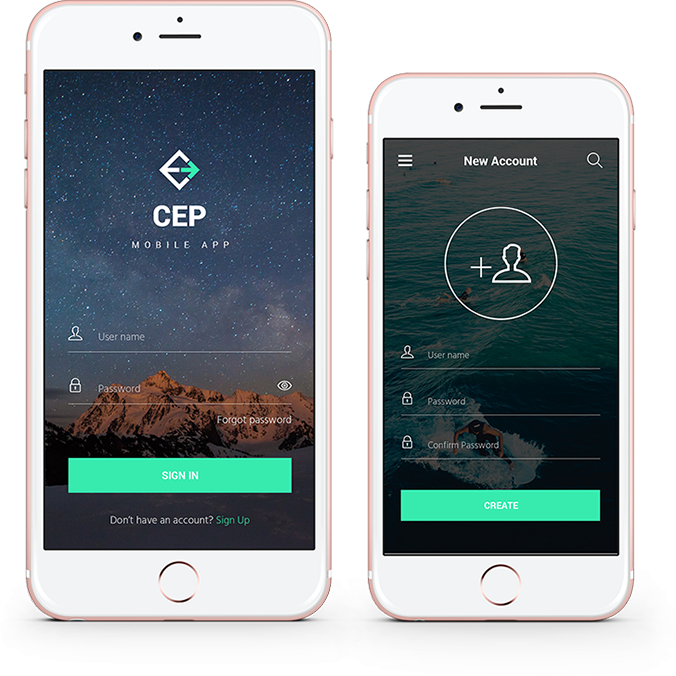 CEP
MOBILE APP
User name
Password
Forgot password
SIGN IN
Don't have an account? Sign Up
New Account
User name
Password
Confirm Password
CREATE